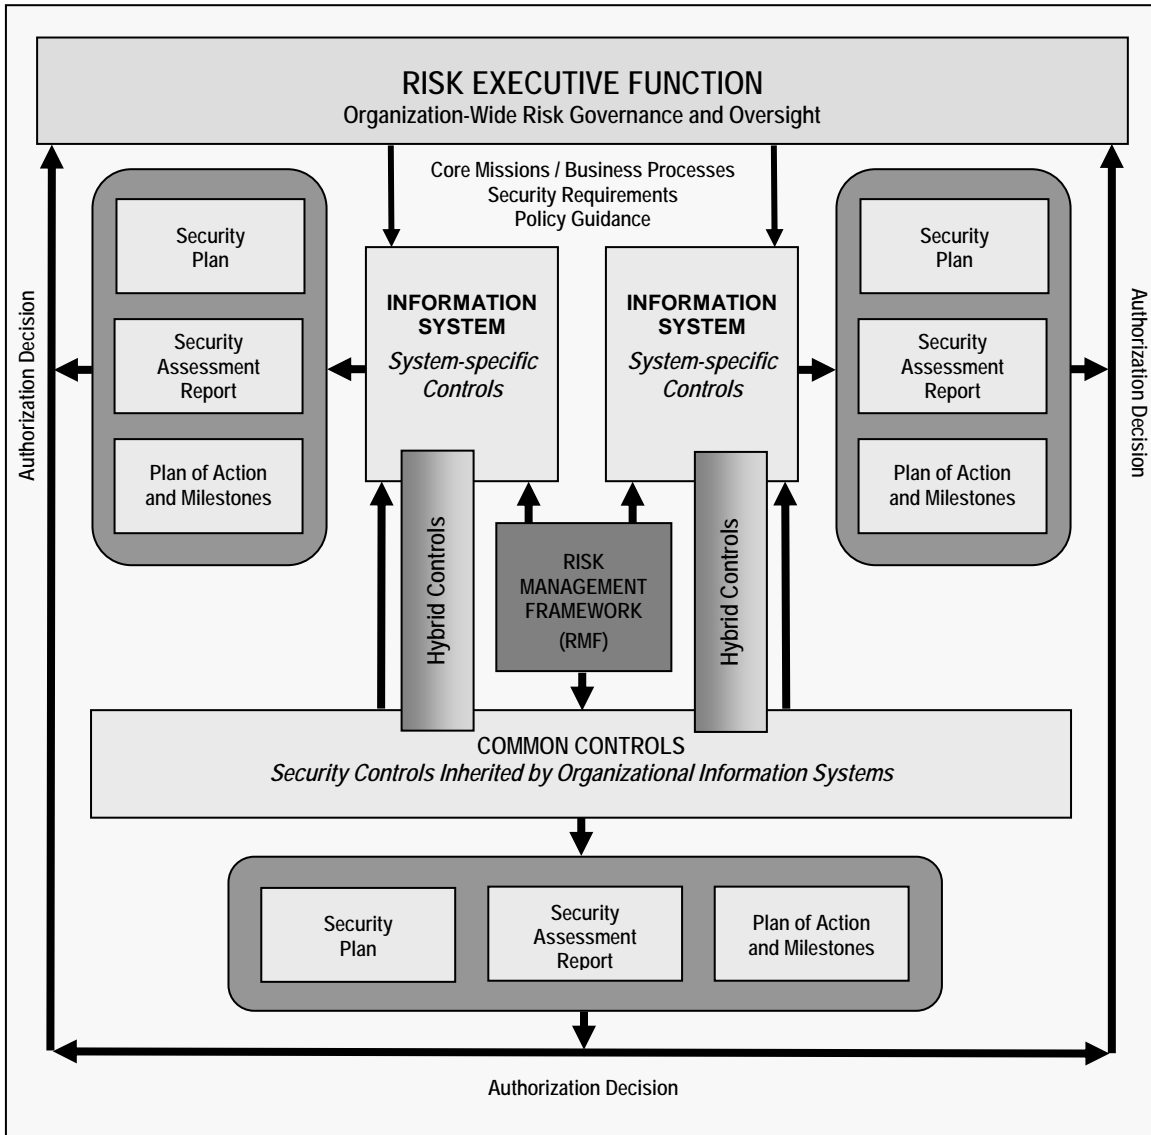 RISK EXECUTIVE FUNCTION
Organization-Wide Risk Governance and Oversight
Core Missions / Business Processes
Security Requirements
Policy Guidance
Authorization Decision
Security
Plan
Security
Assessment
Report
Plan of Action
and Milestones
INFORMATION
SYSTEM
System-specific
Controls
INFORMATION
SYSTEM
System-specific
Controls
Security
Plan
Security
Assessment
Report
Plan of Action
and Milestones
Authorization Decision
Hybrid Controls
RISK
MANAGEMENT
FRAMEWORK
(RMF)
Hybrid Controls
COMMON CONTROLS
Security Controls Inherited by Organizational Information Systems
Security
Plan
Security
Assessment
Report
Plan of Action
and Milestones
Authorization Decision